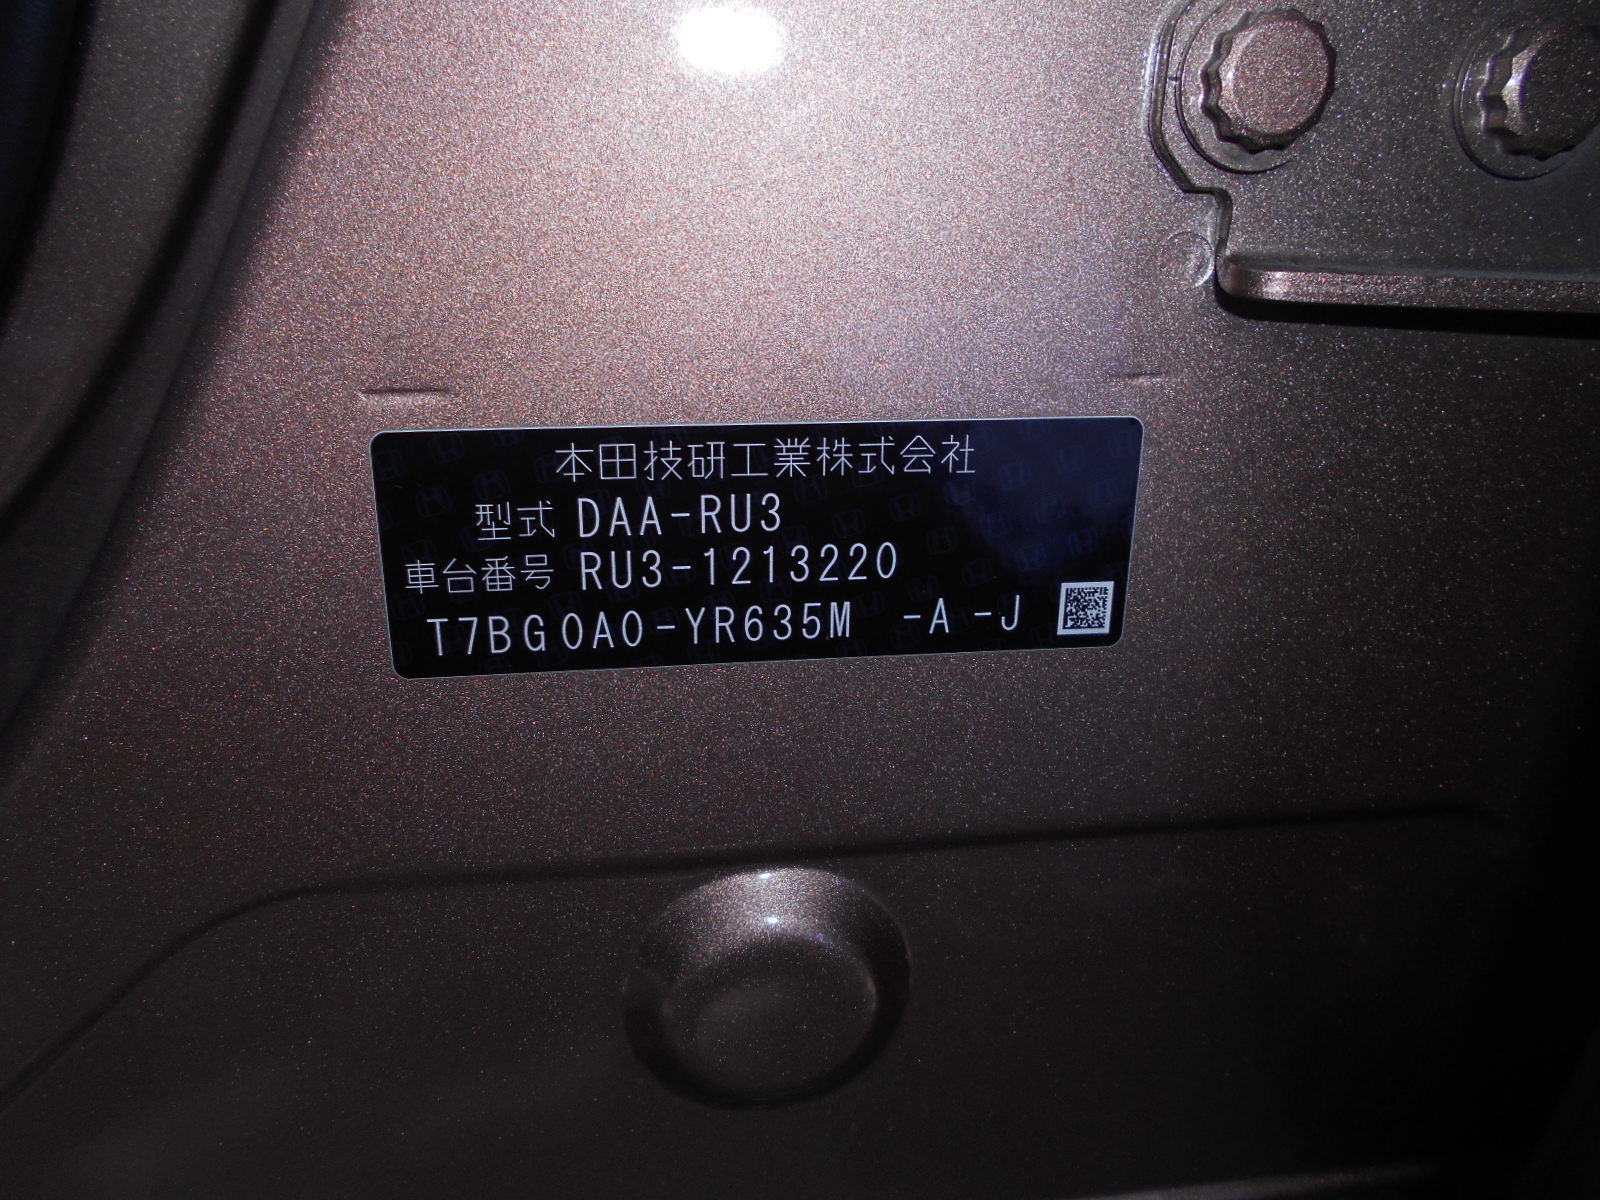 本田技研工業株式会社
型式 DAA-RU3
車台番号 RU3-1213220
T7BG0A0-YR635M -A -J